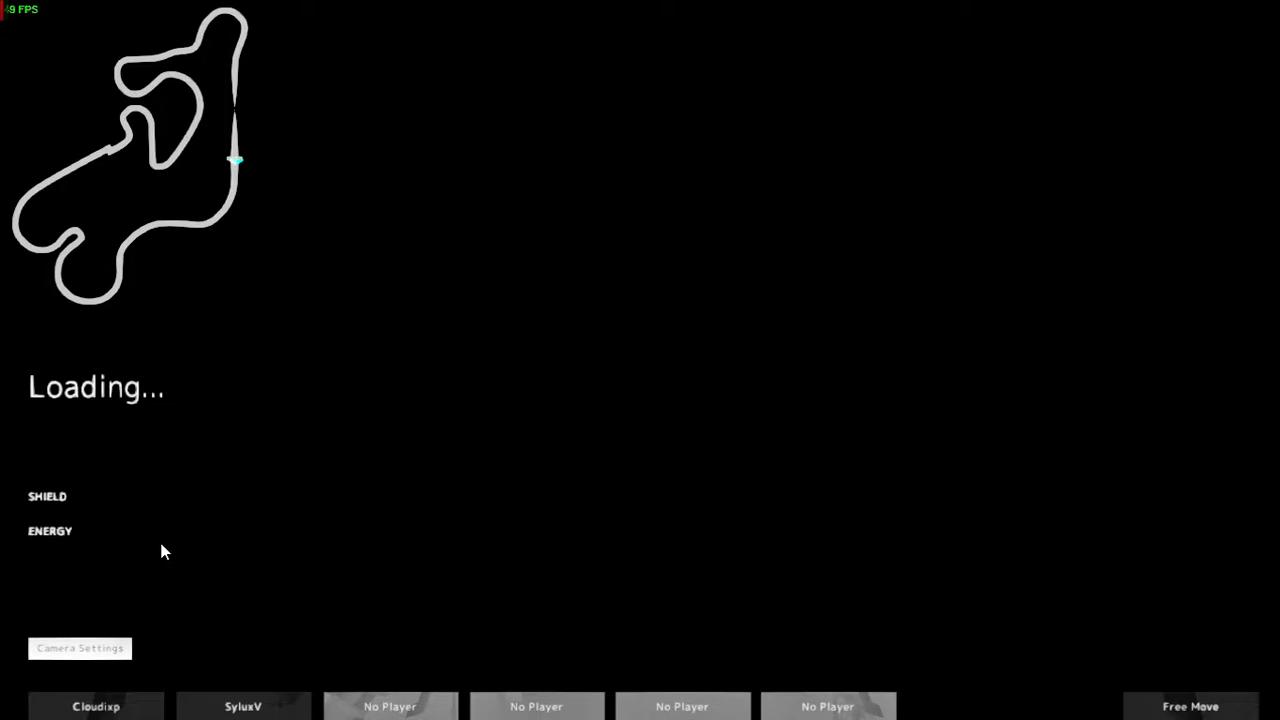 9 FPS
Loading...
SHIELD
ENERGY
Camera Settings
Cloudixp
SyluxV
No Player
No Player
No Player
No Player
Free Move